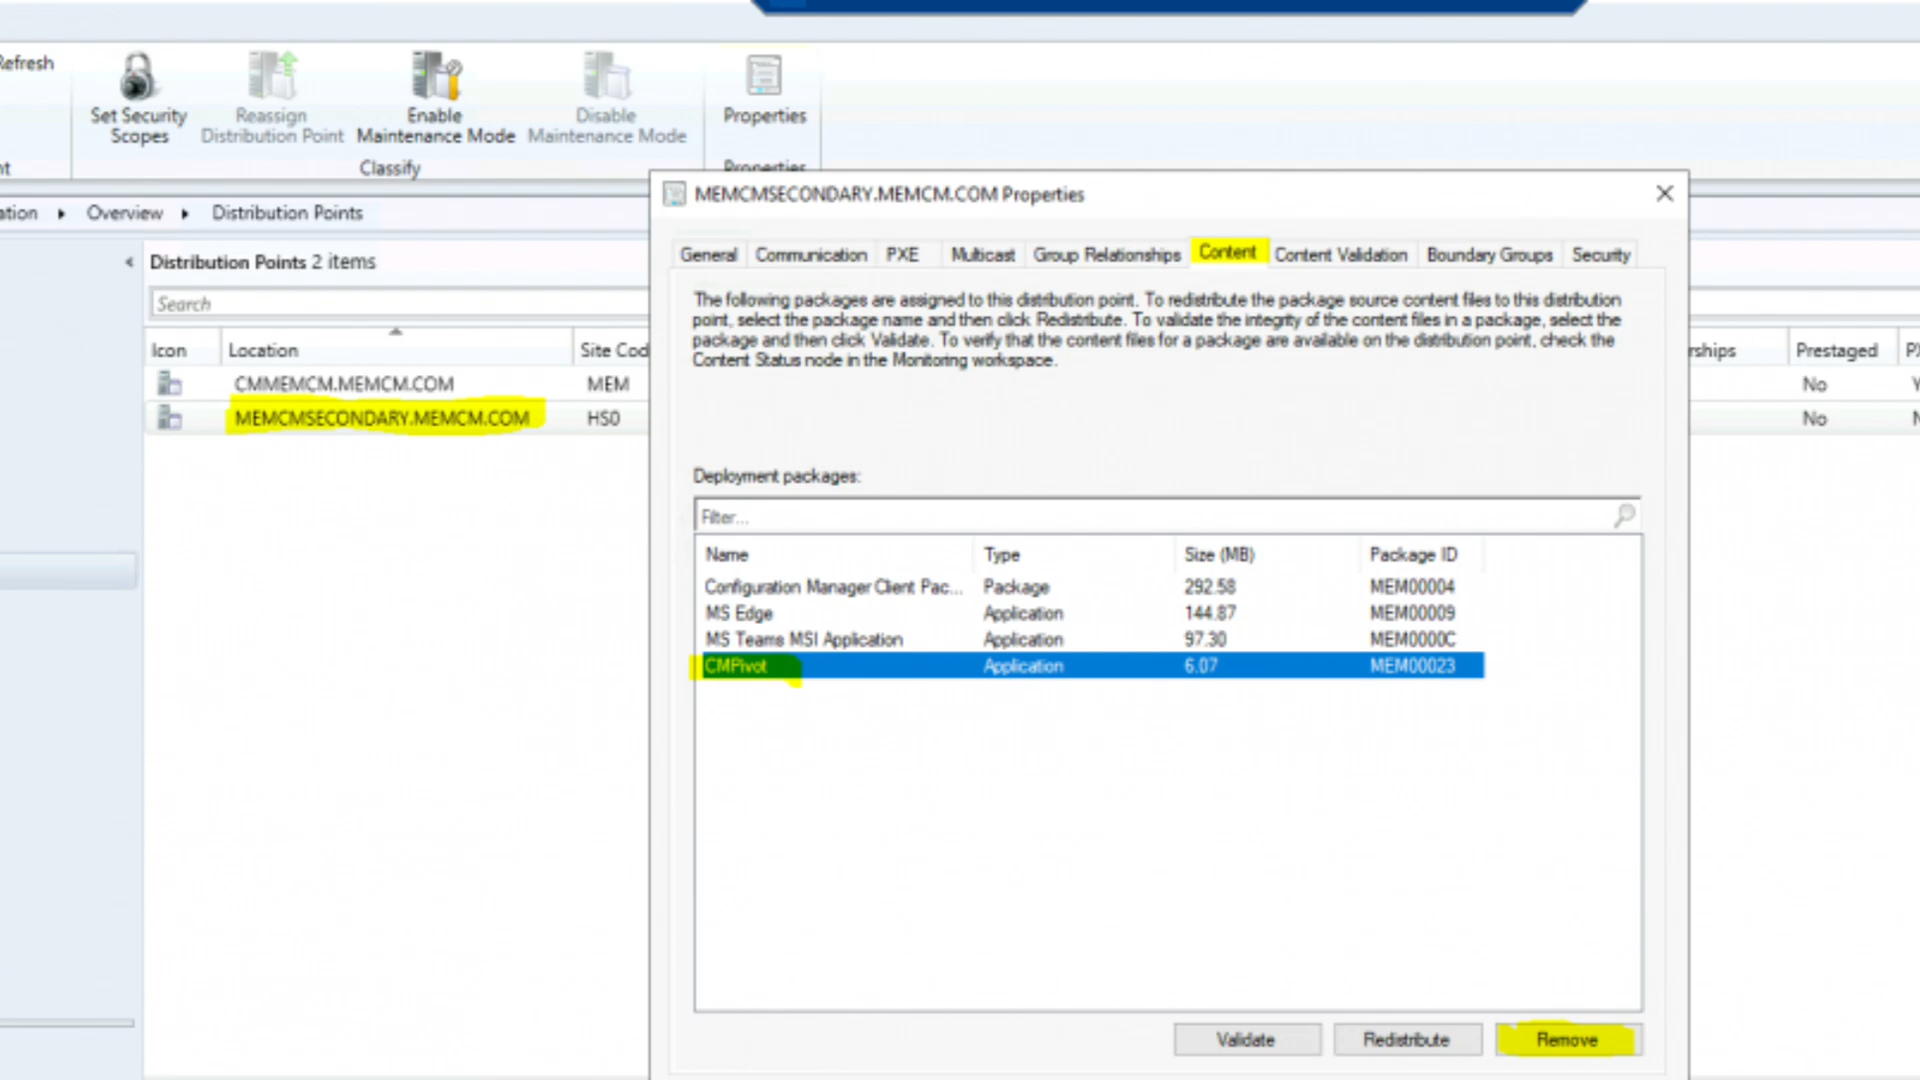 Refresh
Set Security
Scopes
Reassign
Distribution Point
Enable
Maintenance Mode
Disable
Maintenance Mode
Properties
nt
Classify
Properties
ation ▸ Overview ▸ Distribution Points
Distribution Points 2 items
Search
Icon Location Site Cod
CMMEMCM.MEMCM.COM MEM
MEMCMSECONDARY.MEMCM.COM HS0
rships Prestaged
No
No
MEMCMSECONDARY.MEMCM.COM Properties
General Communication PXE Multicast Group Relationships Content Content Validation Boundary Groups Security
The following packages are assigned to this distribution point. To redistribute the package source content files to this distribution
point, select the package name and then click Redistribute. To validate the integrity of the content files in a package, select the
package and then click Validate. To verify that the content files for a package are available on the distribution point, check the
Content Status node in the Monitoring workspace.
Deployment packages:
Filter...
Name Type Size (MB) Package ID
Configuration Manager Client Pac... Package 292.58 MEM00004
MS Edge Application 144.87 MEM00009
MS Teams MSI Application Application 97.30 MEM0000C
CMPivot Application 6.07 MEM00023
Validate Redistribute Remove